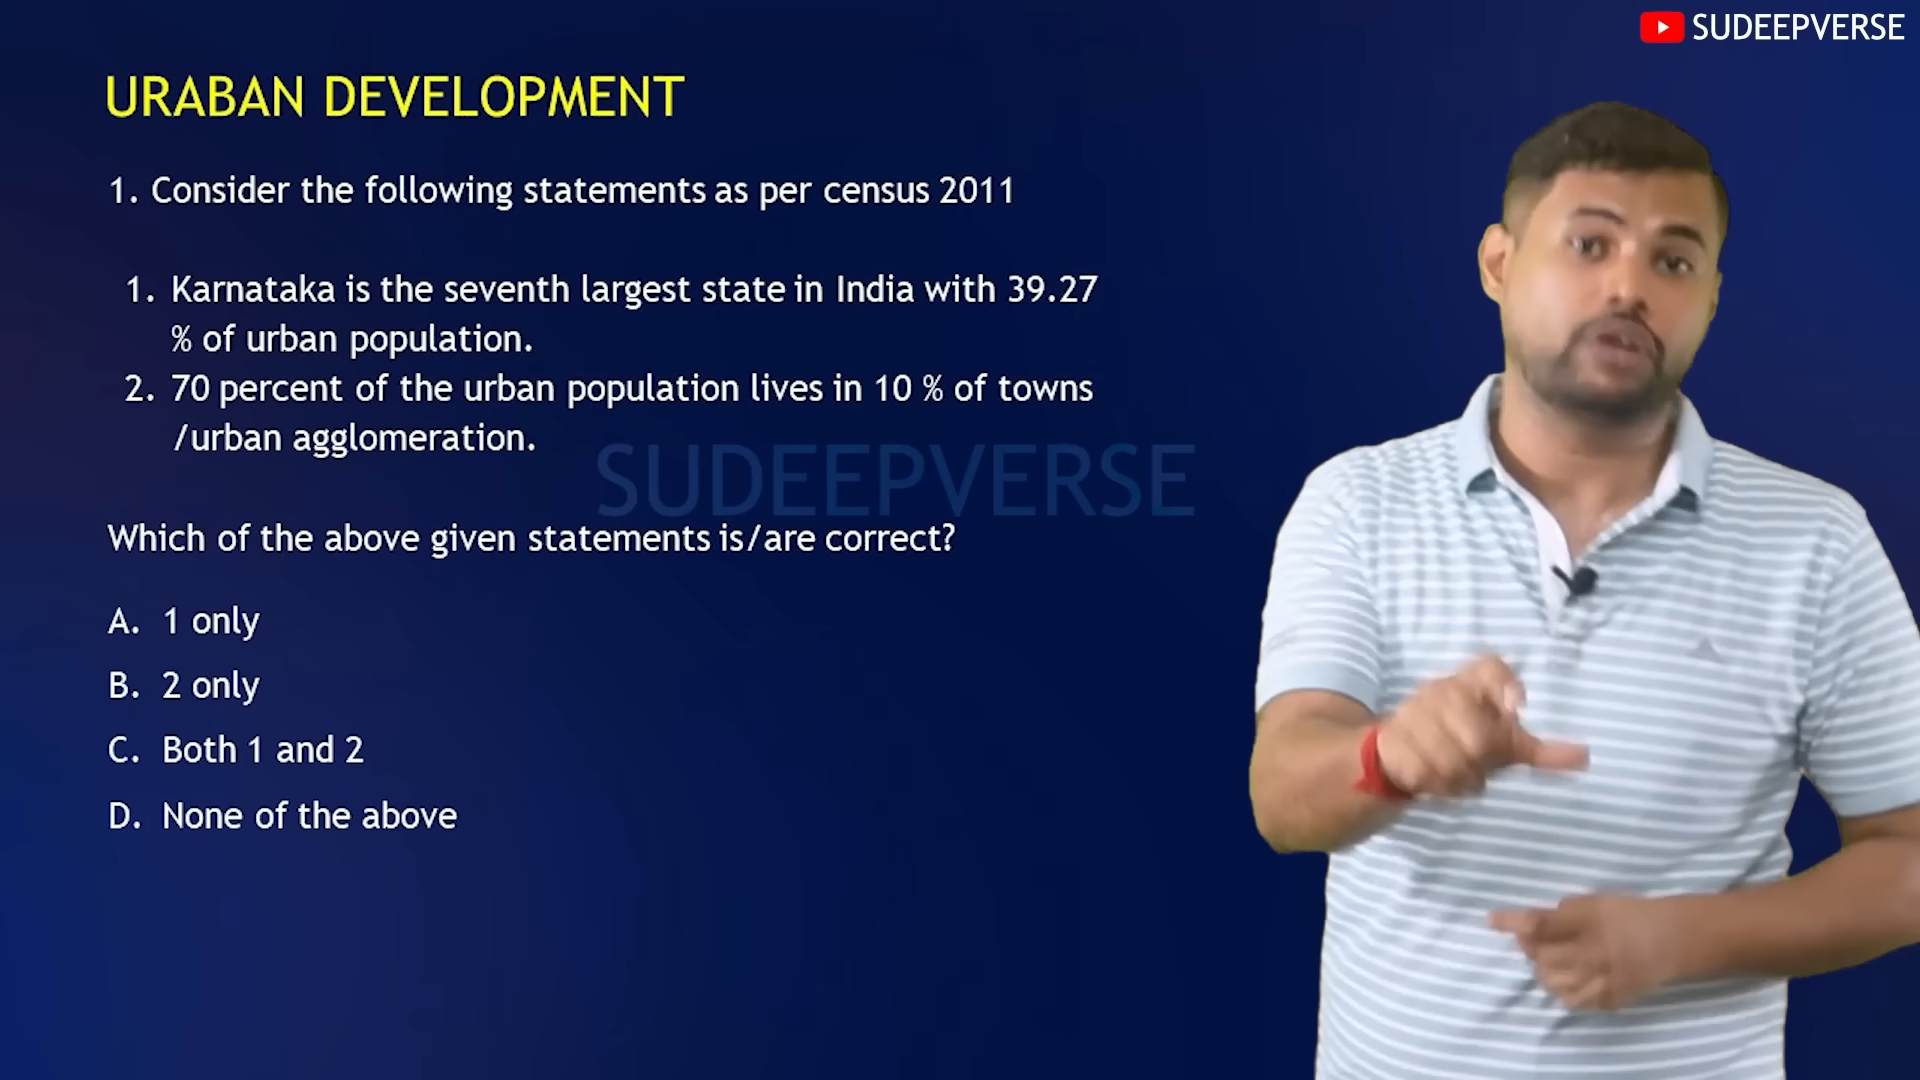 SUDEEPVERSE
URABAN DEVELOPMENT
1. Consider the following statements as per census 2011
1. Karnataka is the seventh largest state in India with 39.27
% of urban population.
2. 70 percent of the urban population lives in 10 % of towns
/urban agglomeration.
SUDEEPVERSE
Which of the above given statements is/are correct?
A. 1 only
B. 2 only
C. Both 1 and 2
D. None of the above